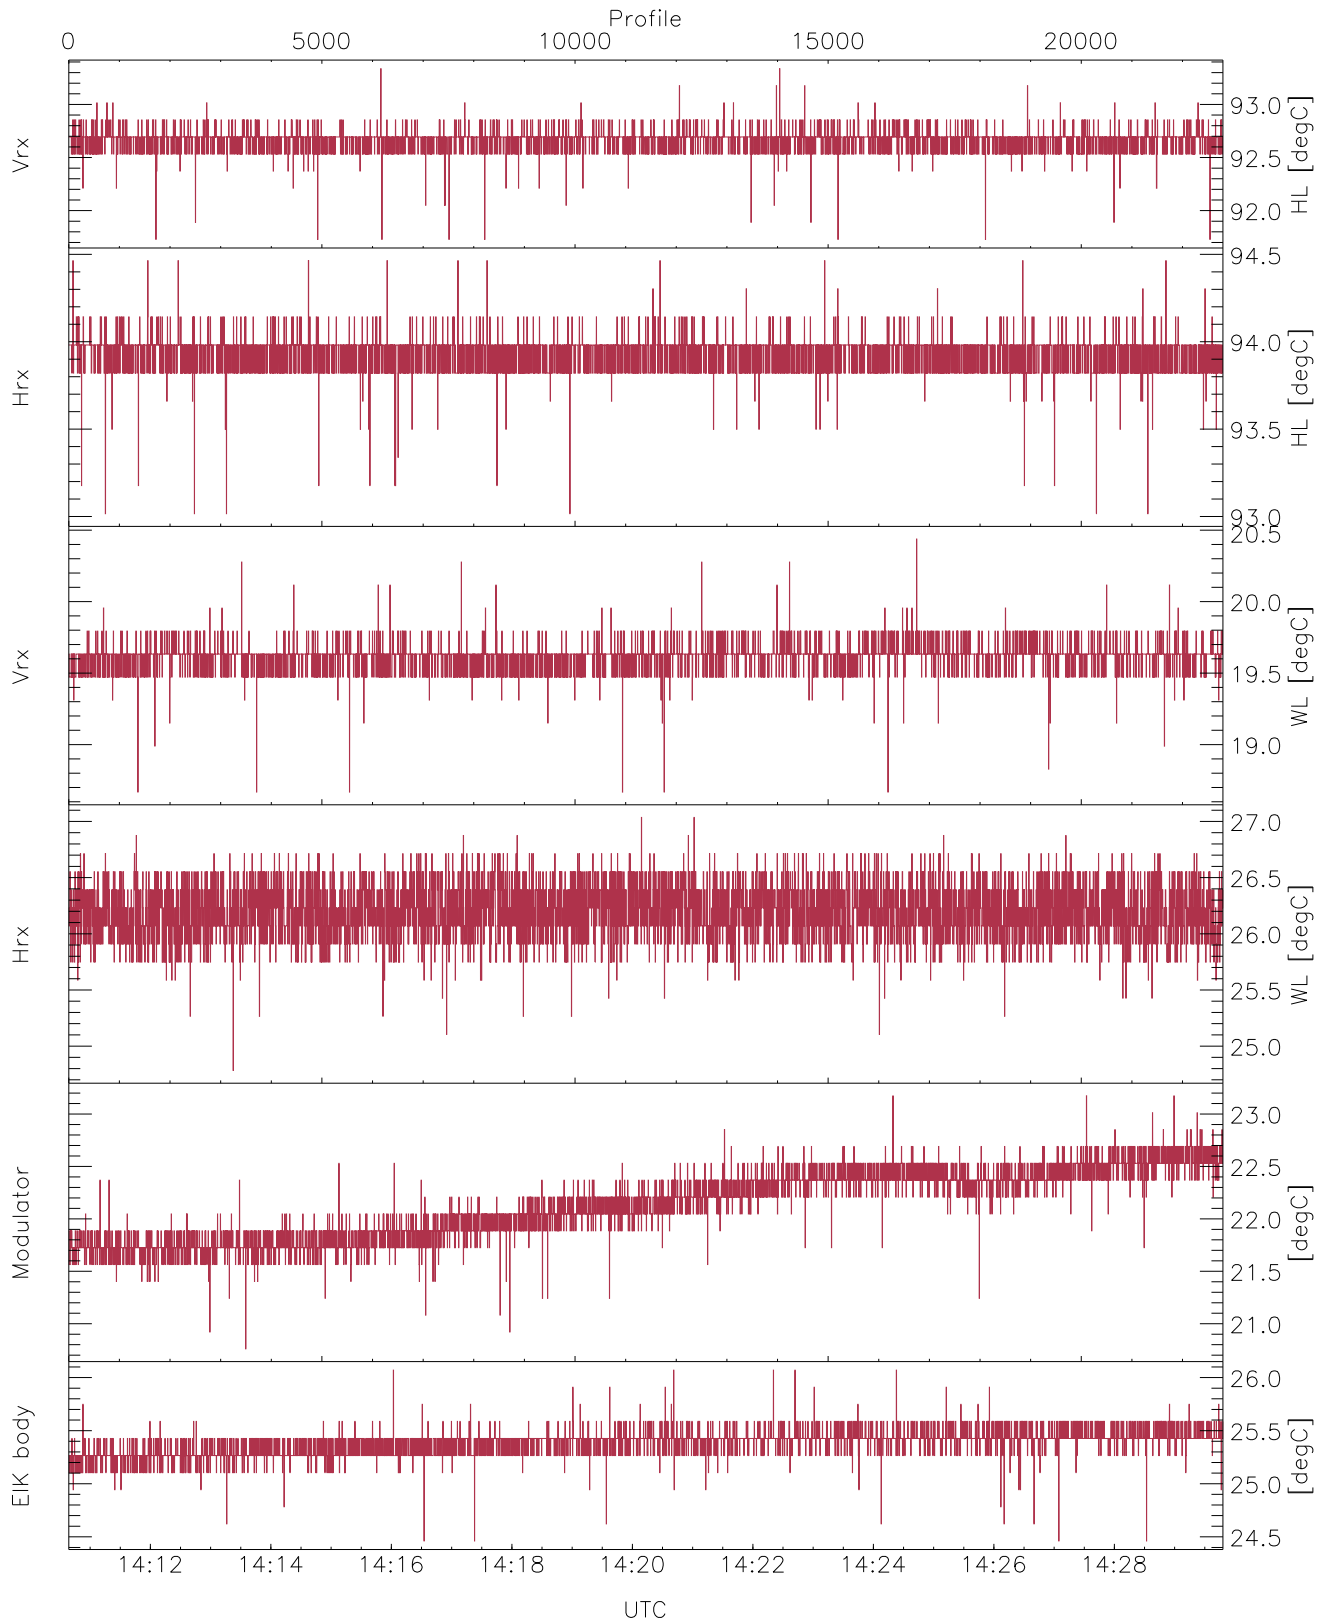 Profile
0 5000 10000 15000 20000
Vrx
93.0
92.5
92.0
HL [degC]
Hrx
94.5
94.0
93.5
93.0
HL [degC]
Vrx
20.5
20.0
19.5
19.0
WL [degC]
Hrx
27.0
26.5
26.0
25.5
25.0
WL [degC]
Modulator
23.0
22.5
22.0
21.5
21.0
[degC]
EIK body
26.0
25.5
25.0
24.5
[degC]
14:12 14:14 14:16 14:18 14:20 14:22 14:24 14:26 14:28
UTC